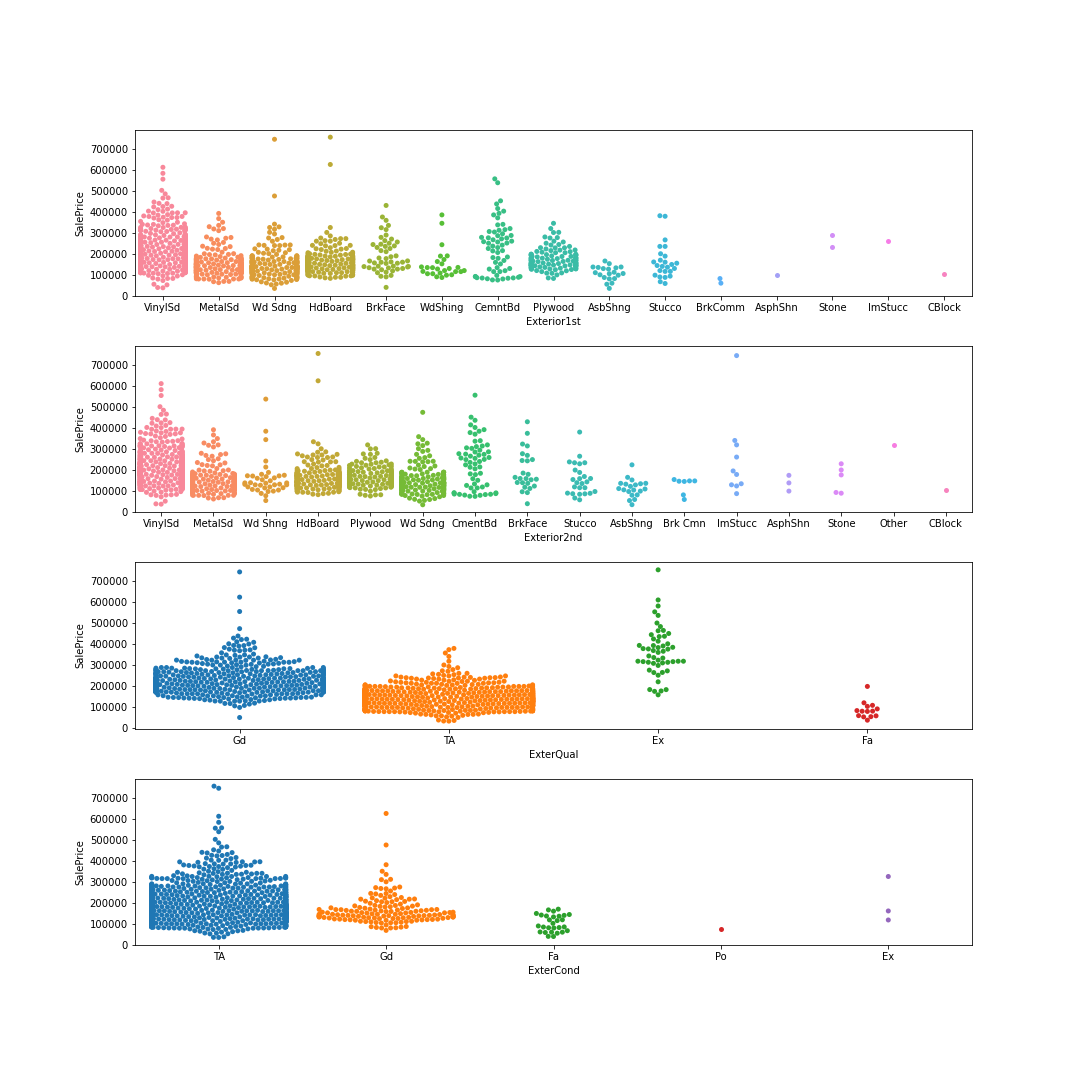 700000
600000
500000
400000
300000
200000
100000
0
SalePrice
VinylSd MetalSd Wd Sdng HdBoard BrkFace WdShing CemntBd Plywood AsbShng Stucco BrkComm AsphShn Stone ImStucc CBlock
Exterior1st
700000
600000
500000
400000
300000
200000
100000
0
SalePrice
VinylSd MetalSd Wd Shng HdBoard Plywood Wd Sdng CmentBd BrkFace Stucco AsbShng Brk Cmn ImStucc AsphShn Stone Other CBlock
Exterior2nd
700000
600000
500000
400000
300000
200000
100000
0
SalePrice
Gd TA Ex Fa
ExterQual
700000
600000
500000
400000
300000
200000
100000
0
SalePrice
TA Gd Fa Po Ex
ExterCond